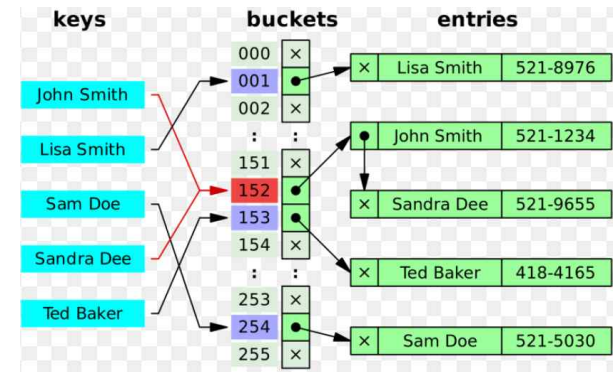 keys
buckets
entries
John Smith
Lisa Smith
Sam Doe
Sandra Dee
Ted Baker
000 ×
001
002 ×
: :
151 ×
152
153
154 ×
: :
253 ×
254
255 ×
× Lisa Smith 521-8976
John Smith 521-1234
× Sandra Dee 521-9655
× Ted Baker 418-4165
× Sam Doe 521-5030